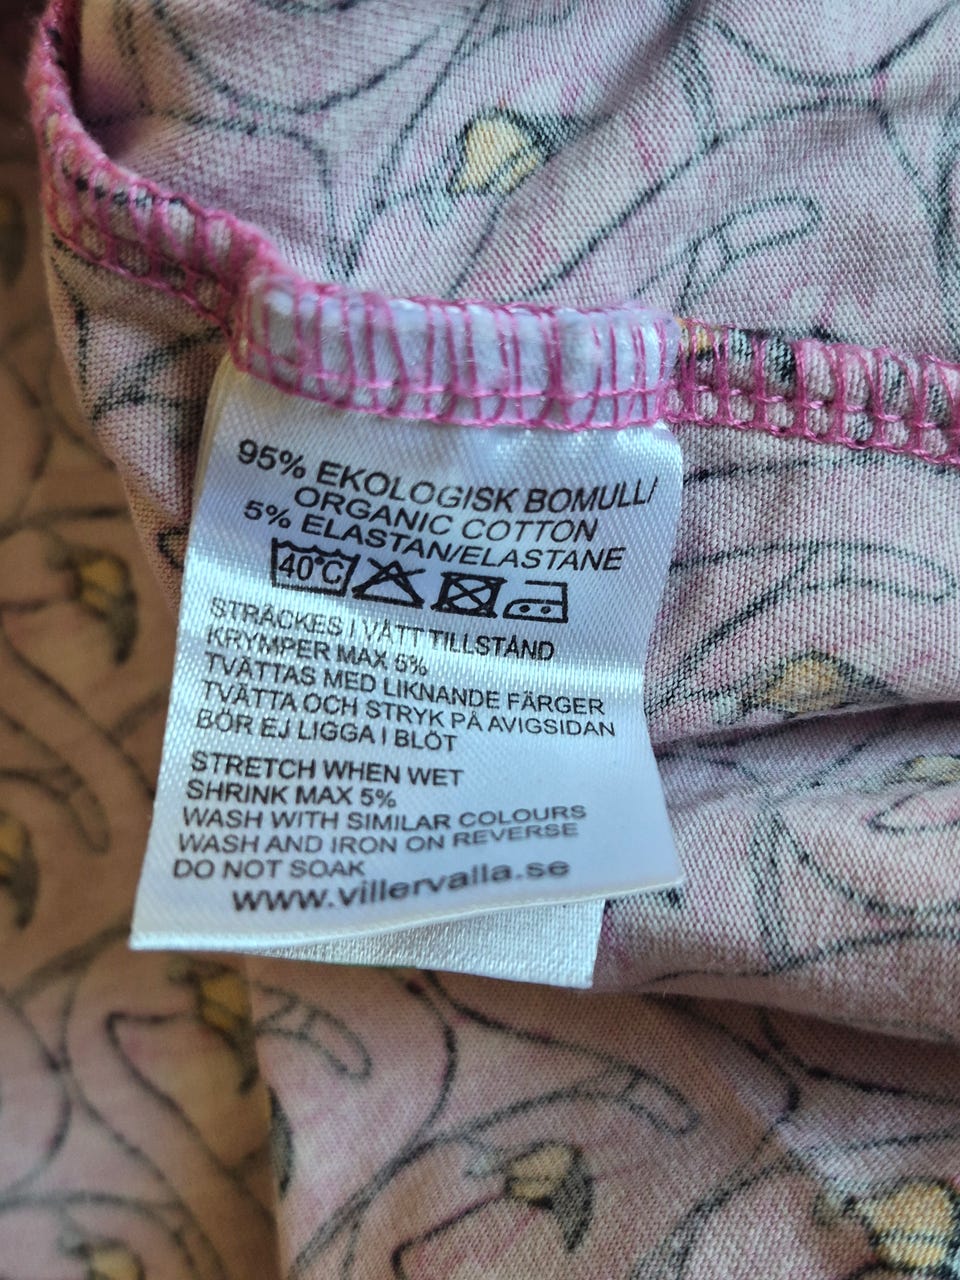 95% EKOLOGISK BOMULL/
ORGANIC COTTON
5% ELASTAN/ELASTANE
40°C
STRÄCKES I VÅTT TILLSTÅND
KRYMPER MAX 5%
TVÄTTAS MED LIKNANDE FÄRGER
TVÄTTA OCH STRYK PÅ AVIGSIDAN
BÖR EJ LIGGA I BLÖT
STRETCH WHEN WET
SHRINK MAX 5%
WASH WITH SIMILAR COLOURS
WASH AND IRON ON REVERSE
DO NOT SOAK
www.villervalla.se